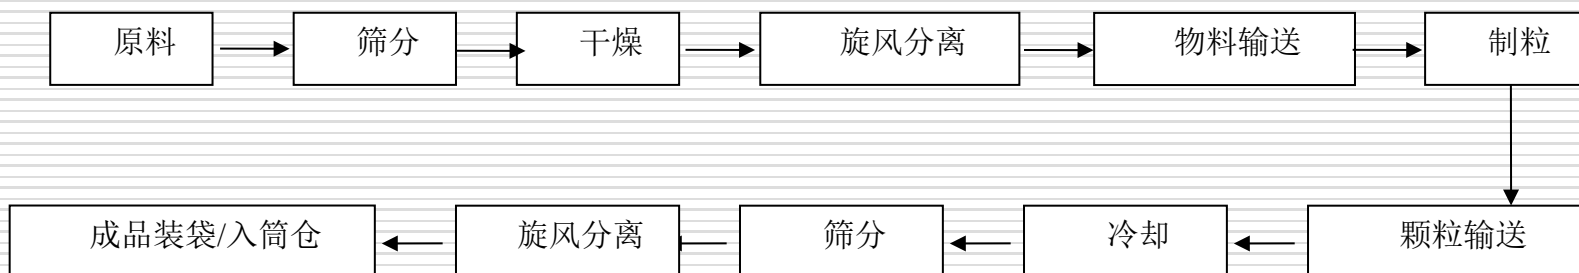 原料 筛分 干燥 旋风分离 物料输送 制粒
成品装袋/入筒仓 旋风分离 筛分 冷却 颗粒输送